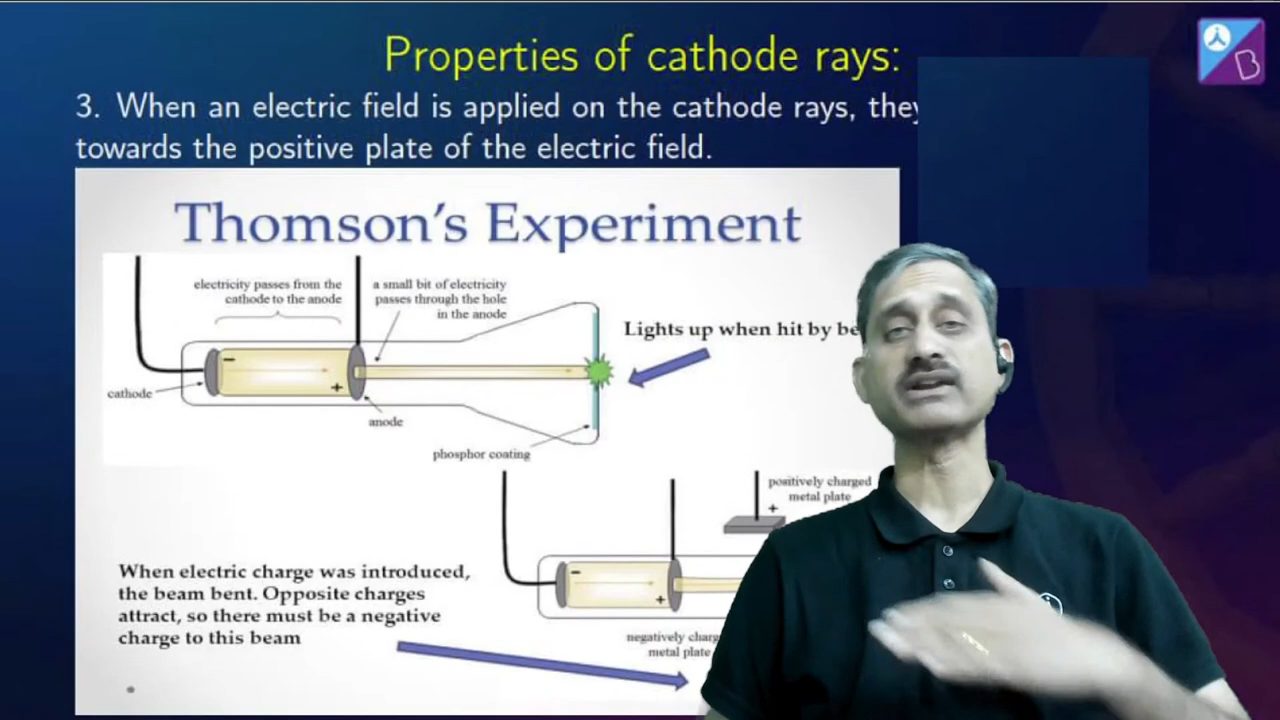 Properties of cathode rays:
3. When an electric field is applied on the cathode rays, they
towards the positive plate of the electric field.
Thomson's Experiment
electricity passes from the
cathode to the anode
a small bit of electricity
passes through the hole
in the anode
Lights up when hit by be
−
+
cathode
anode
phosphor coating
positively charged
metal plate
+
When electric charge was introduced,
the beam bent. Opposite charges
attract, so there must be a negative
charge to this beam
−
+
negatively charg
metal plate
B